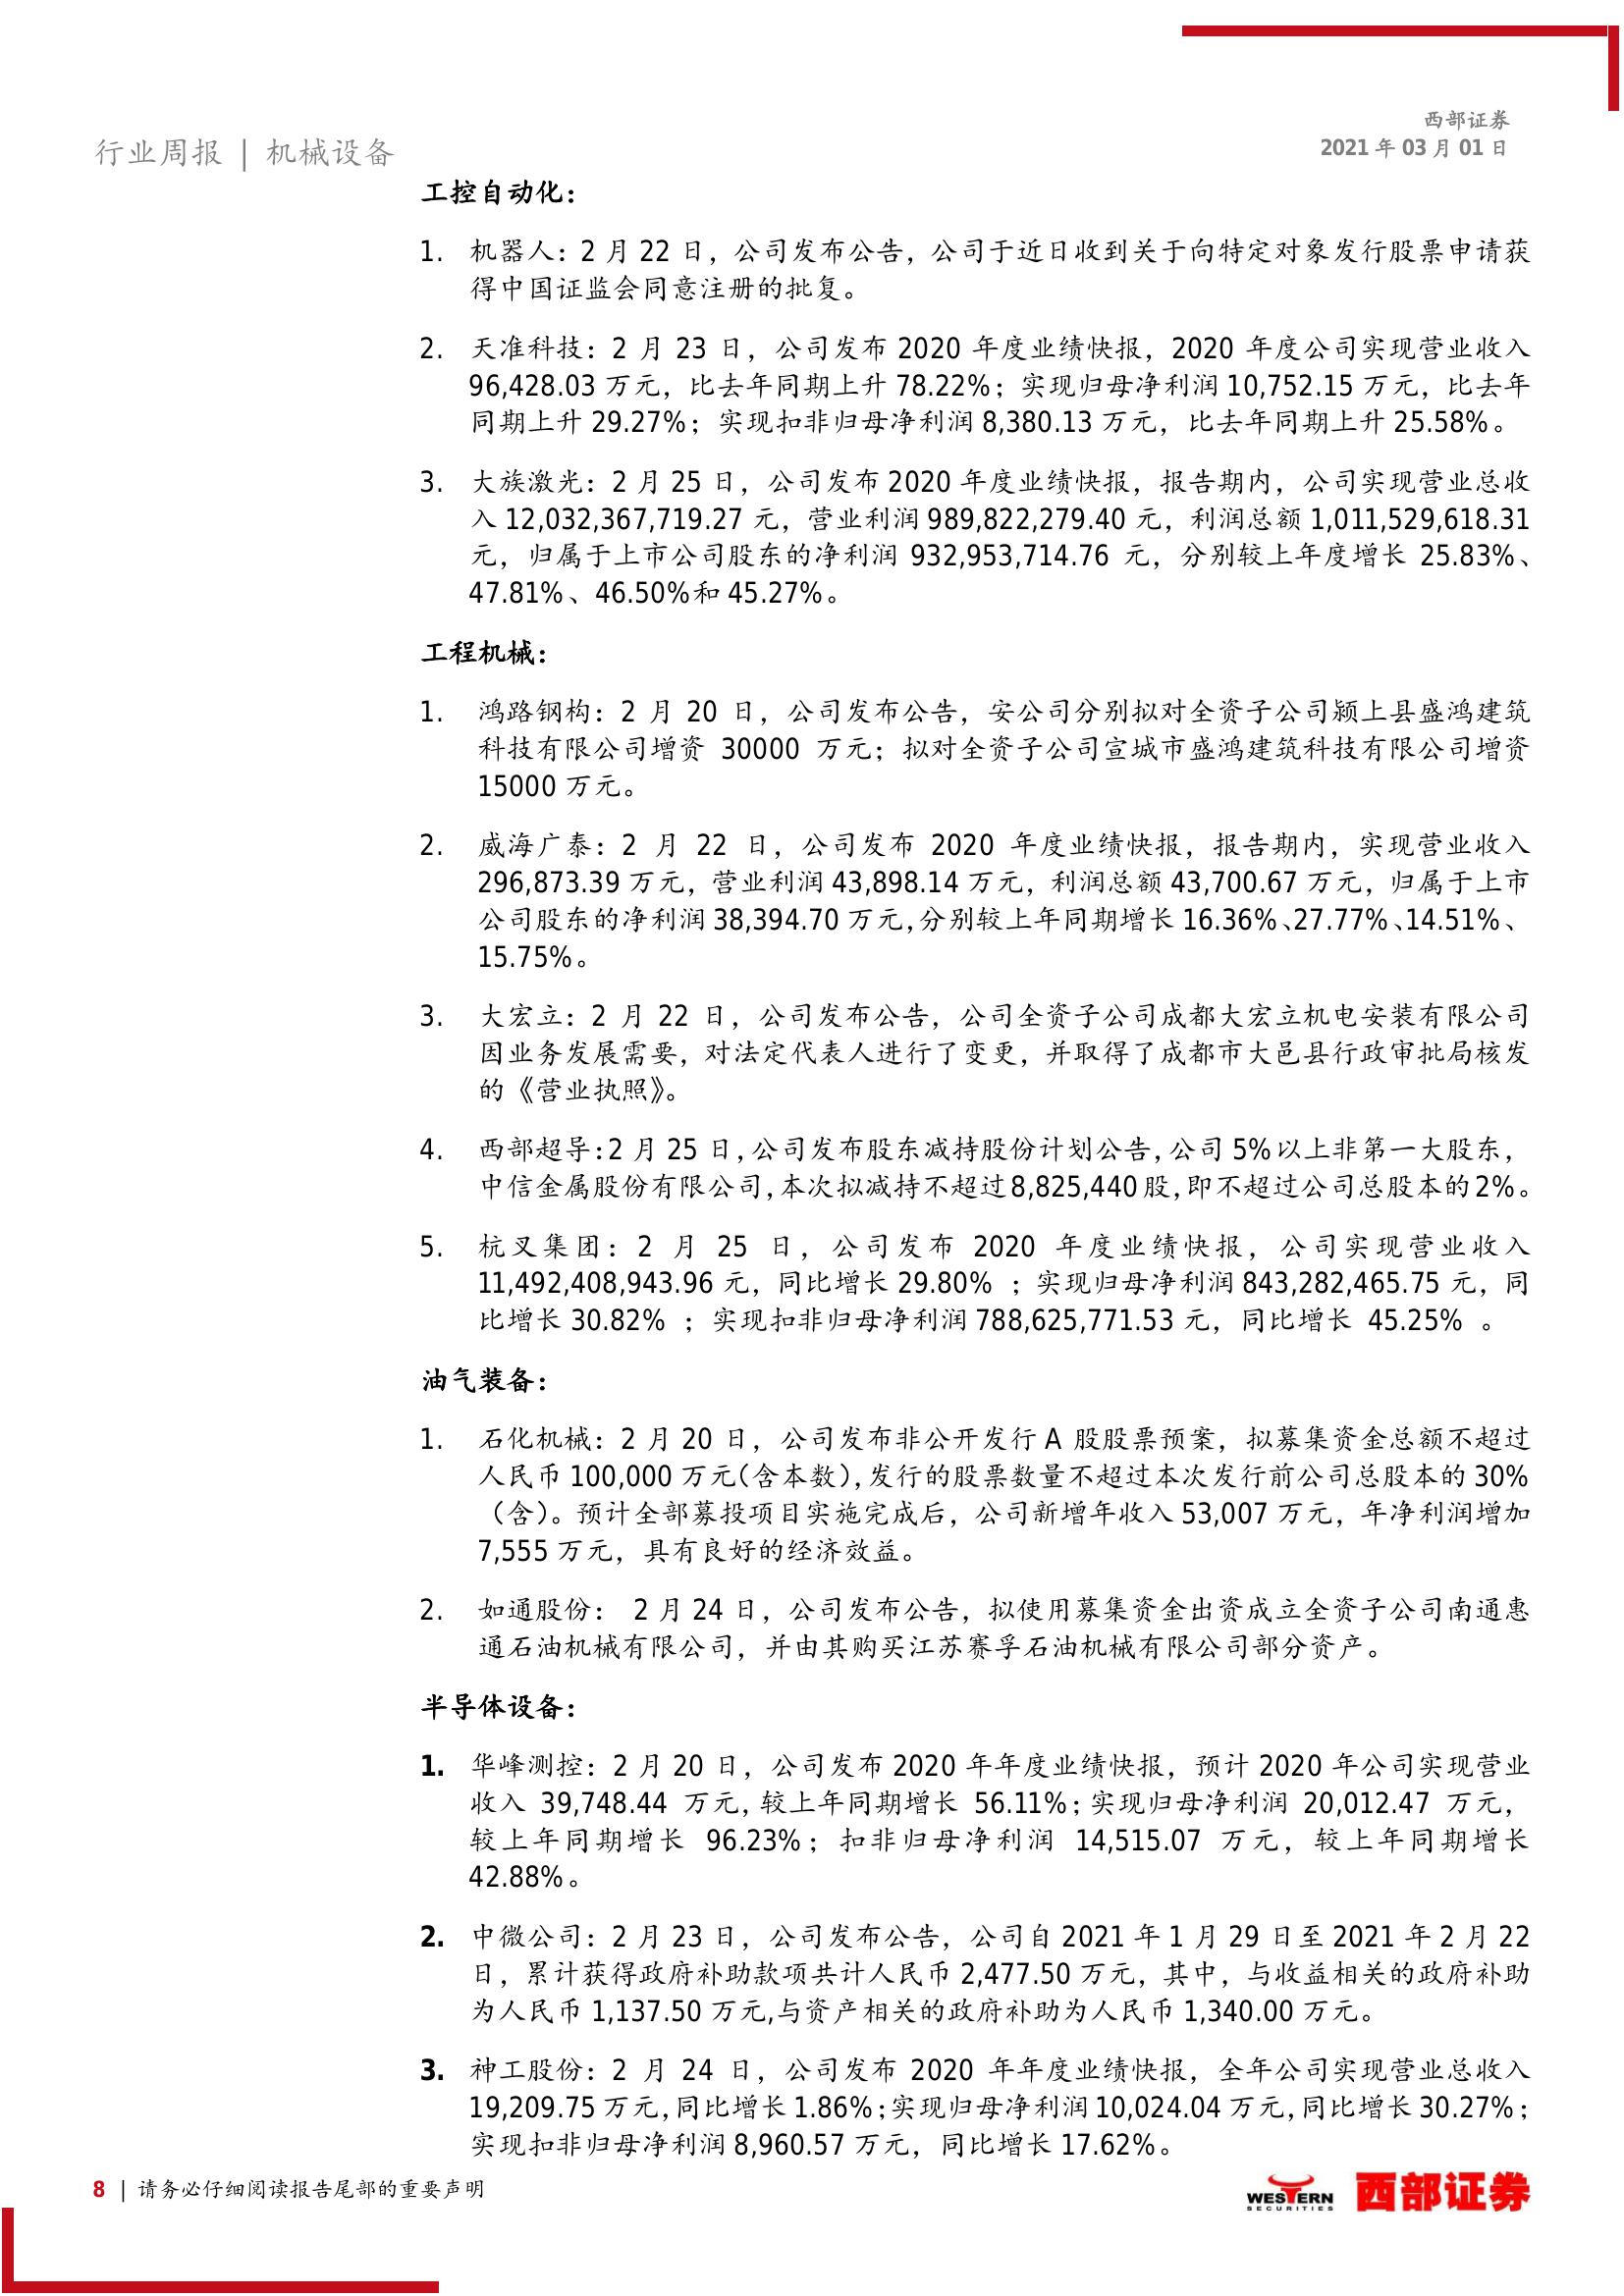 西部证券
行业周报 | 机械设备
2021 年 03 月 01 日
工控自动化：
1. 机器人：2 月 22 日，公司发布公告，公司于近日收到关于向特定对象发行股票申请获
得中国证监会同意注册的批复。
2. 天准科技：2 月 23 日，公司发布 2020 年度业绩快报，2020 年度公司实现营业收入
96,428.03 万元，比去年同期上升 78.22%；实现归母净利润 10,752.15 万元，比去年
同期上升 29.27%；实现扣非归母净利润 8,380.13 万元，比去年同期上升 25.58%。
3. 大族激光：2 月 25 日，公司发布 2020 年度业绩快报，报告期内，公司实现营业总收
入 12,032,367,719.27 元，营业利润 989,822,279.40 元，利润总额 1,011,529,618.31
元，归属于上市公司股东的净利润 932,953,714.76 元，分别较上年度增长 25.83%、
47.81%、46.50%和 45.27%。
工程机械：
1. 鸿路钢构：2 月 20 日，公司发布公告，安公司分别拟对全资子公司颍上县盛鸿建筑
科技有限公司增资 30000 万元；拟对全资子公司宣城市盛鸿建筑科技有限公司增资
15000 万元。
2. 威海广泰：2 月 22 日，公司发布 2020 年度业绩快报，报告期内，实现营业收入
296,873.39 万元，营业利润 43,898.14 万元，利润总额 43,700.67 万元，归属于上市
公司股东的净利润 38,394.70 万元，分别较上年同期增长 16.36%、27.77%、14.51%、
15.75%。
3. 大宏立：2 月 22 日，公司发布公告，公司全资子公司成都大宏立机电安装有限公司
因业务发展需要，对法定代表人进行了变更，并取得了成都市大邑县行政审批局核发
的《营业执照》。
4. 西部超导：2 月 25 日，公司发布股东减持股份计划公告，公司 5%以上非第一大股东，
中信金属股份有限公司，本次拟减持不超过 8,825,440 股，即不超过公司总股本的 2%。
5. 杭叉集团：2 月 25 日，公司发布 2020 年度业绩快报，公司实现营业收入
11,492,408,943.96 元，同比增长 29.80% ；实现归母净利润 843,282,465.75 元，同
比增长 30.82% ；实现扣非归母净利润 788,625,771.53 元，同比增长 45.25% 。
油气装备：
1. 石化机械：2 月 20 日，公司发布非公开发行 A 股股票预案，拟募集资金总额不超过
人民币 100,000 万元（含本数），发行的股票数量不超过本次发行前公司总股本的 30%
（含）。预计全部募投项目实施完成后，公司新增年收入 53,007 万元，年净利润增加
7,555 万元，具有良好的经济效益。
2. 如通股份： 2 月 24 日，公司发布公告，拟使用募集资金出资成立全资子公司南通惠
通石油机械有限公司，并由其购买江苏赛孚石油机械有限公司部分资产。
半导体设备：
1. 华峰测控：2 月 20 日，公司发布 2020 年年度业绩快报，预计 2020 年公司实现营业
收入 39,748.44 万元，较上年同期增长 56.11%；实现归母净利润 20,012.47 万元，
较上年同期增长 96.23%；扣非归母净利润 14,515.07 万元，较上年同期增长
42.88%。
2. 中微公司：2 月 23 日，公司发布公告，公司自 2021 年 1 月 29 日至 2021 年 2 月 22
日，累计获得政府补助款项共计人民币 2,477.50 万元，其中，与收益相关的政府补助
为人民币 1,137.50 万元,与资产相关的政府补助为人民币 1,340.00 万元。
3. 神工股份：2 月 24 日，公司发布 2020 年年度业绩快报，全年公司实现营业总收入
19,209.75 万元，同比增长 1.86%；实现归母净利润 10,024.04 万元，同比增长 30.27%；
实现扣非归母净利润 8,960.57 万元，同比增长 17.62%。
8 | 请务必仔细阅读报告尾部的重要声明
WESTERN
SECURITIES
西部证券